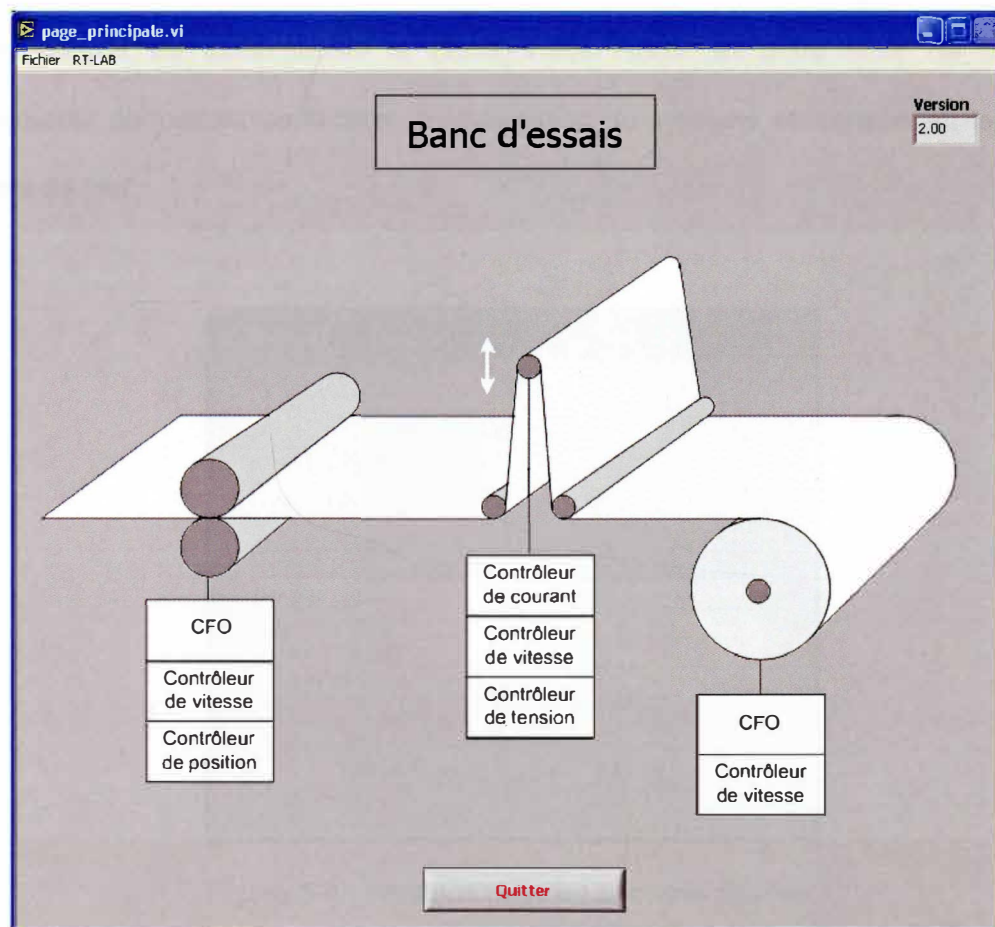 page_principale.vi
Fichier RT-LAB
Banc d'essais
Version
2.00
CFO
Contrôleur
de vitesse
Contrôleur
de position
Contrôleur
de courant
Contrôleur
de vitesse
Contrôleur
de tension
CFO
Contrôleur
de vitesse
Quitter